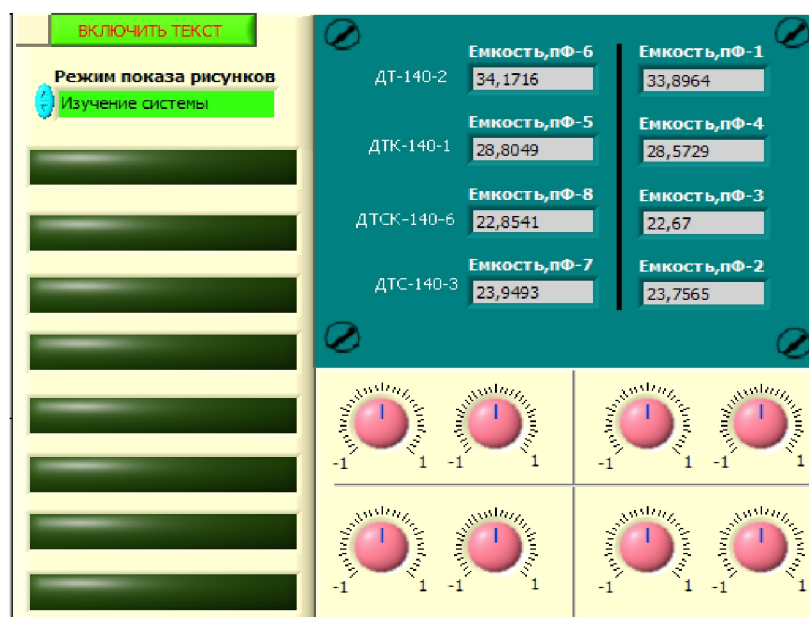 ВКЛЮЧИТЬ ТЕКСТ
Режим показа рисунков
Изучение системы
Емкость,пФ-6 Емкость,пФ-1
ДТ-140-2 34,1716 33,8964
Емкость,пФ-5 Емкость,пФ-4
ДТК-140-1 28,8049 28,5729
Емкость,пФ-8 Емкость,пФ-3
ДТСК-140-6 22,8541 22,67
Емкость,пФ-7 Емкость,пФ-2
ДТС-140-3 23,9493 23,7565
-1 1 -1 1 -1 1 -1 1
-1 1 -1 1 -1 1 -1 1